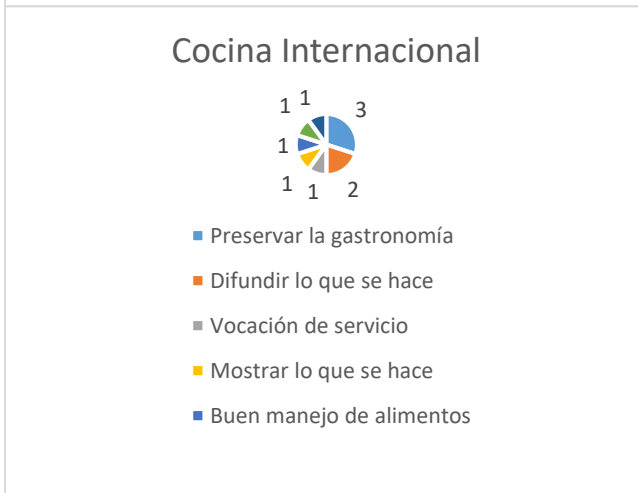 Cocina Internacional
1 1 3
1
1 1 2
Preservar la gastronomía
Difundir lo que se hace
Vocación de servicio
Mostrar lo que se hace
Buen manejo de alimentos